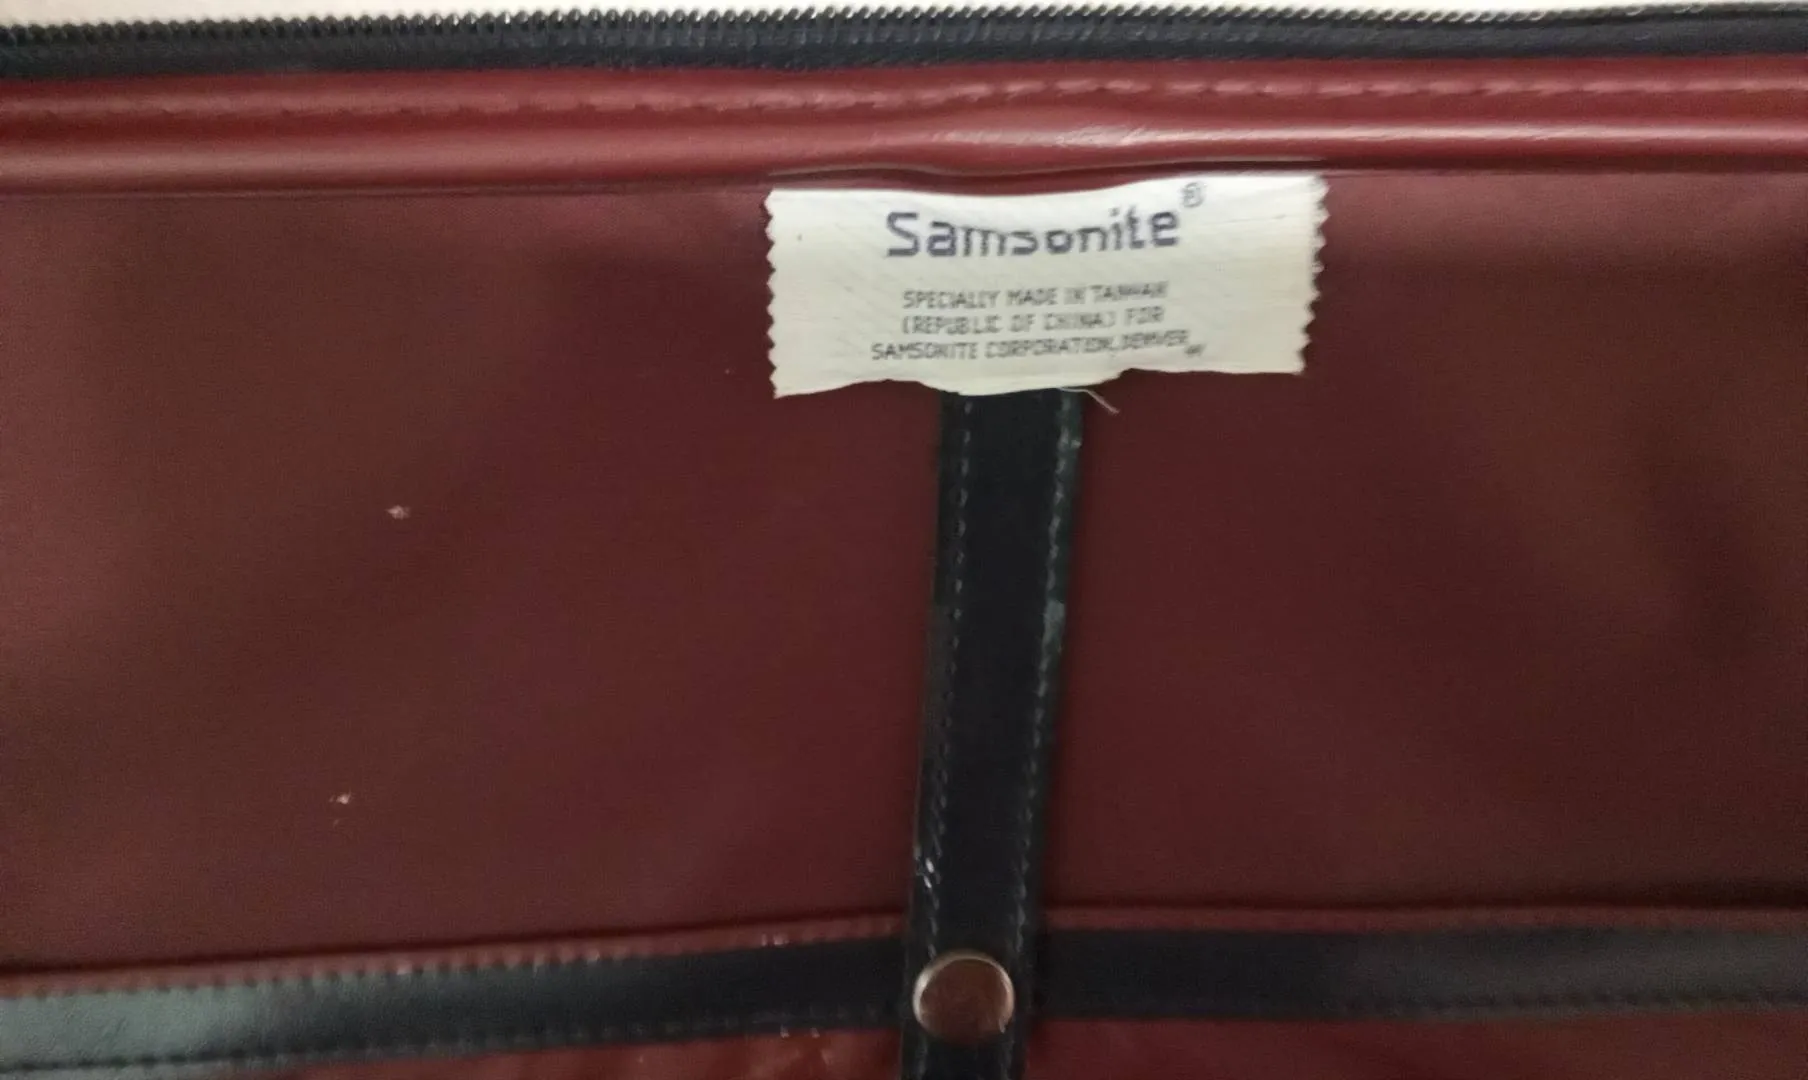 Samsonite®
SPECIALLY MADE IN TAIWAN
(REPUBLIC OF CHINA) FOR
SAMSONITE CORPORATION, DENVER